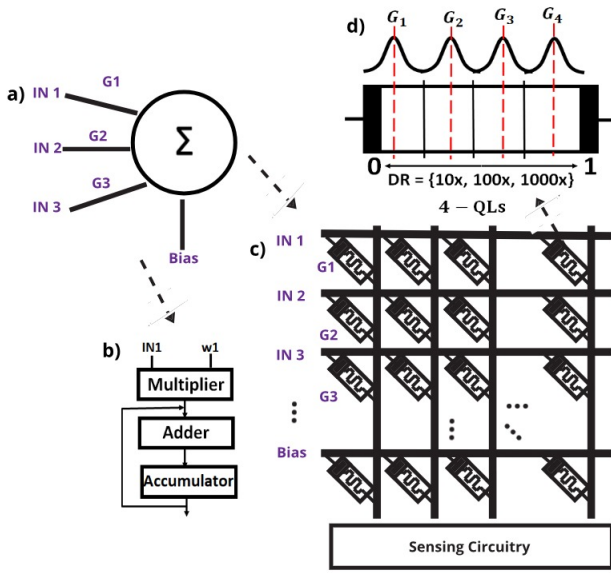 a)
IN 1
G1
IN 2
G2
IN 3
G3
Σ
Bias
b)
IN1 w1
Multiplier
Adder
Accumulator
d)
G₁ G₂ G₃ G₄
0 1
DR = {10x, 100x, 1000x}
4 − QLs
c)
IN 1
G1
IN 2
G2
IN 3
G3
Bias
Sensing Circuitry